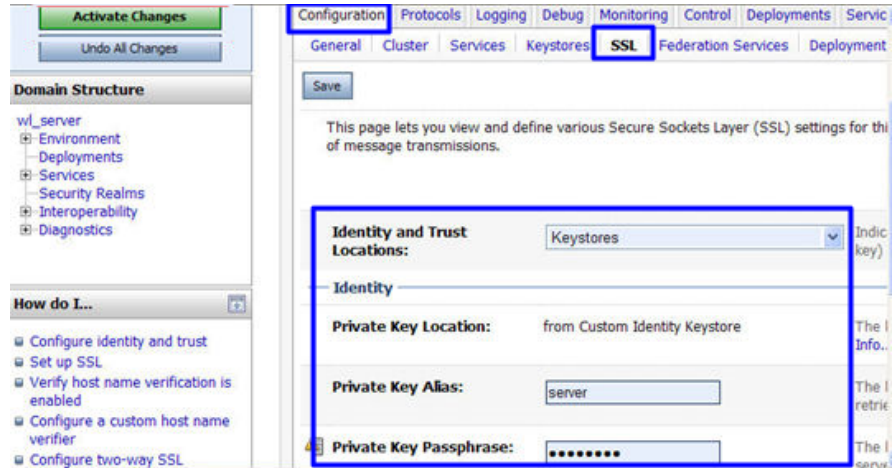 Activate Changes
Undo All Changes
Domain Structure
wl_server
Environment
Deployments
Services
Security Realms
Interoperability
Diagnostics
How do I...
Configure identity and trust
Set up SSL
Verify host name verification is
enabled
Configure a custom host name
verifier
Configure two-way SSL
Configuration Protocols Logging Debug Monitoring Control Deployments Servic
General Cluster Services Keystores SSL Federation Services Deployment
Save
This page lets you view and define various Secure Sockets Layer (SSL) settings for thi
of message transmissions.
Identity and Trust
Locations:
Keystores
Indic
key)
Identity
Private Key Location:
from Custom Identity Keystore
The
Info..
Private Key Alias:
server
The
retrie
Private Key Passphrase:
••••••••
The